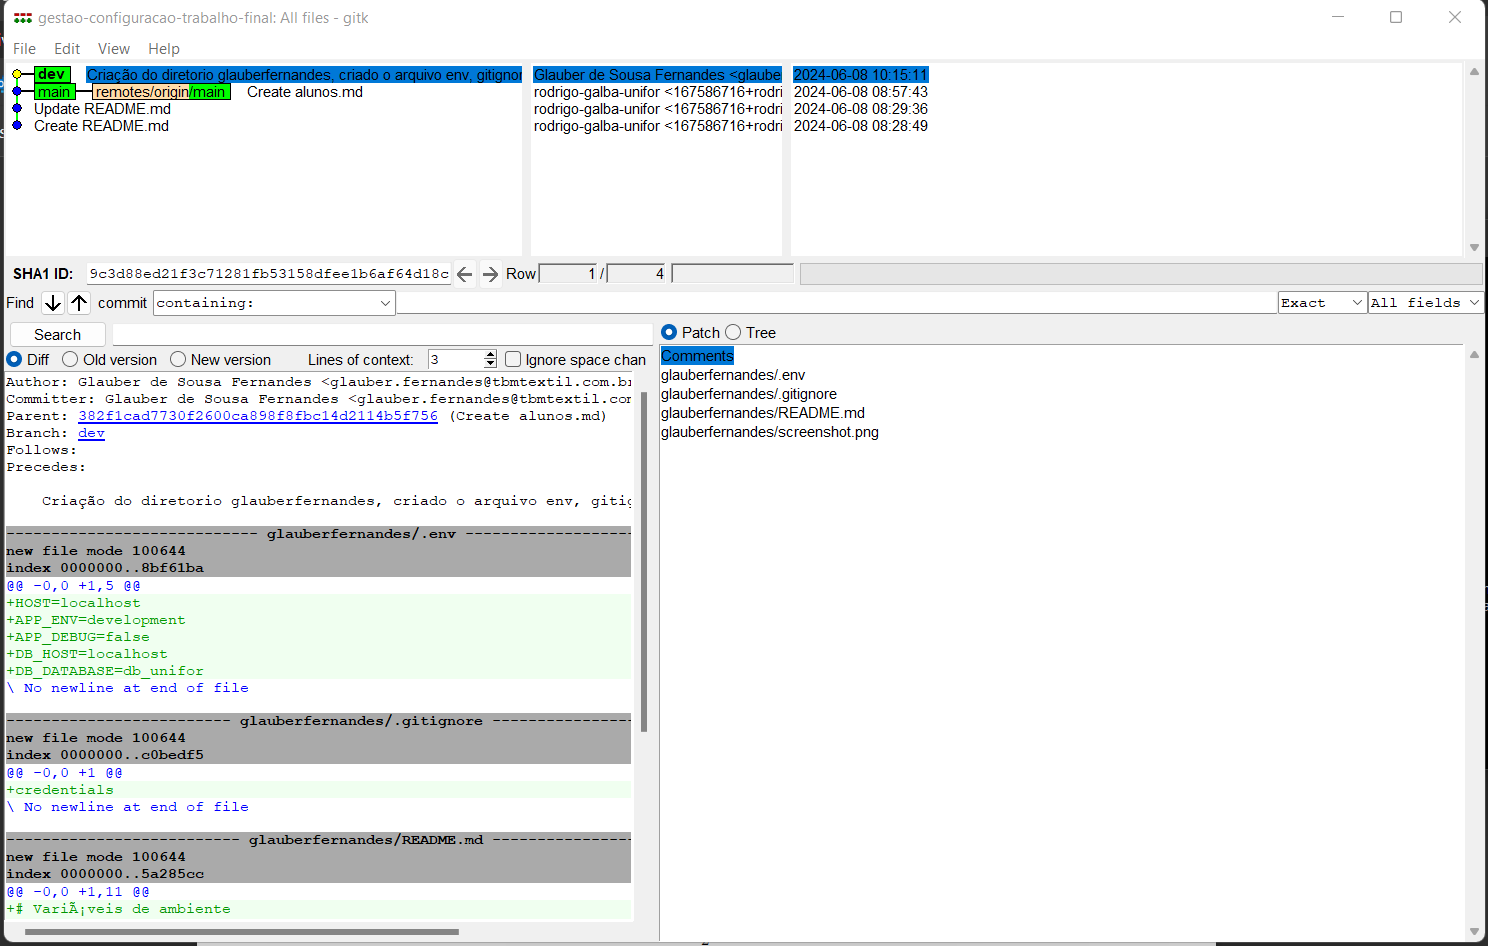 gestao-configuracao-trabalho-final: All files - gitk
File Edit View Help
dev Criação do diretorio glauberfernandes, criado o arquivo env, gitignor Glauber de Sousa Fernandes <glaube 2024-06-08 10:15:11
main remotes/origin/main Create alunos.md rodrigo-galba-unifor <167586716+rodri 2024-06-08 08:57:43
Update README.md rodrigo-galba-unifor <167586716+rodri 2024-06-08 08:29:36
Create README.md rodrigo-galba-unifor <167586716+rodri 2024-06-08 08:28:49
SHA1 ID: 9c3d88ed21f3c71281fb53158dfee1b6af64d18c Row 1 / 4
Find commit containing: Exact All fields
Search Patch Tree
Diff Old version New version Lines of context: 3 Ignore space chan
Comments
glauberfernandes/.env
glauberfernandes/.gitignore
glauberfernandes/README.md
glauberfernandes/screenshot.png
Author: Glauber de Sousa Fernandes <glauber.fernandes@tbmtextil.com.br
Committer: Glauber de Sousa Fernandes <glauber.fernandes@tbmtextil.com
Parent: 382f1cad7730f2600ca898f8fbc14d2114b5f756 (Create alunos.md)
Branch: dev
Follows:
Precedes:
Criação do diretorio glauberfernandes, criado o arquivo env, gitig
---------------------------- glauberfernandes/.env -------------------
new file mode 100644
index 0000000..8bf61ba
@@ -0,0 +1,5 @@
+HOST=localhost
+APP_ENV=development
+APP_DEBUG=false
+DB_HOST=localhost
+DB_DATABASE=db_unifor
\ No newline at end of file
------------------------- glauberfernandes/.gitignore ----------------
new file mode 100644
index 0000000..c0bedf5
@@ -0,0 +1 @@
+credentials
\ No newline at end of file
-------------------------- glauberfernandes/README.md ----------------
new file mode 100644
index 0000000..5a285cc
@@ -0,0 +1,11 @@
+# VariÃ¡veis de ambiente